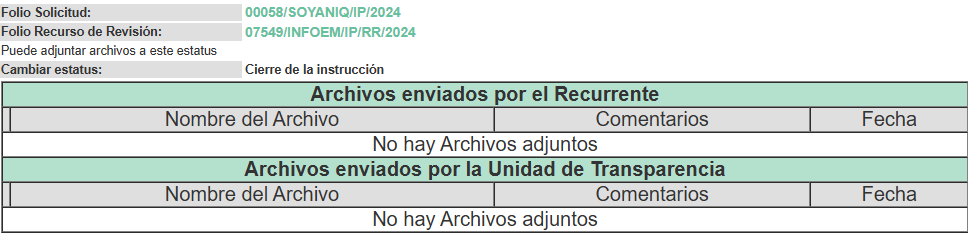 Folio Solicitud: 00058/SOYANIQ/IP/2024
Folio Recurso de Revisión: 07549/INFOEM/IP/RR/2024
Puede adjuntar archivos a este estatus
Cambiar estatus: Cierre de la instrucción
Archivos enviados por el Recurrente
Nombre del Archivo Comentarios Fecha
No hay Archivos adjuntos
Archivos enviados por la Unidad de Transparencia
Nombre del Archivo Comentarios Fecha
No hay Archivos adjuntos